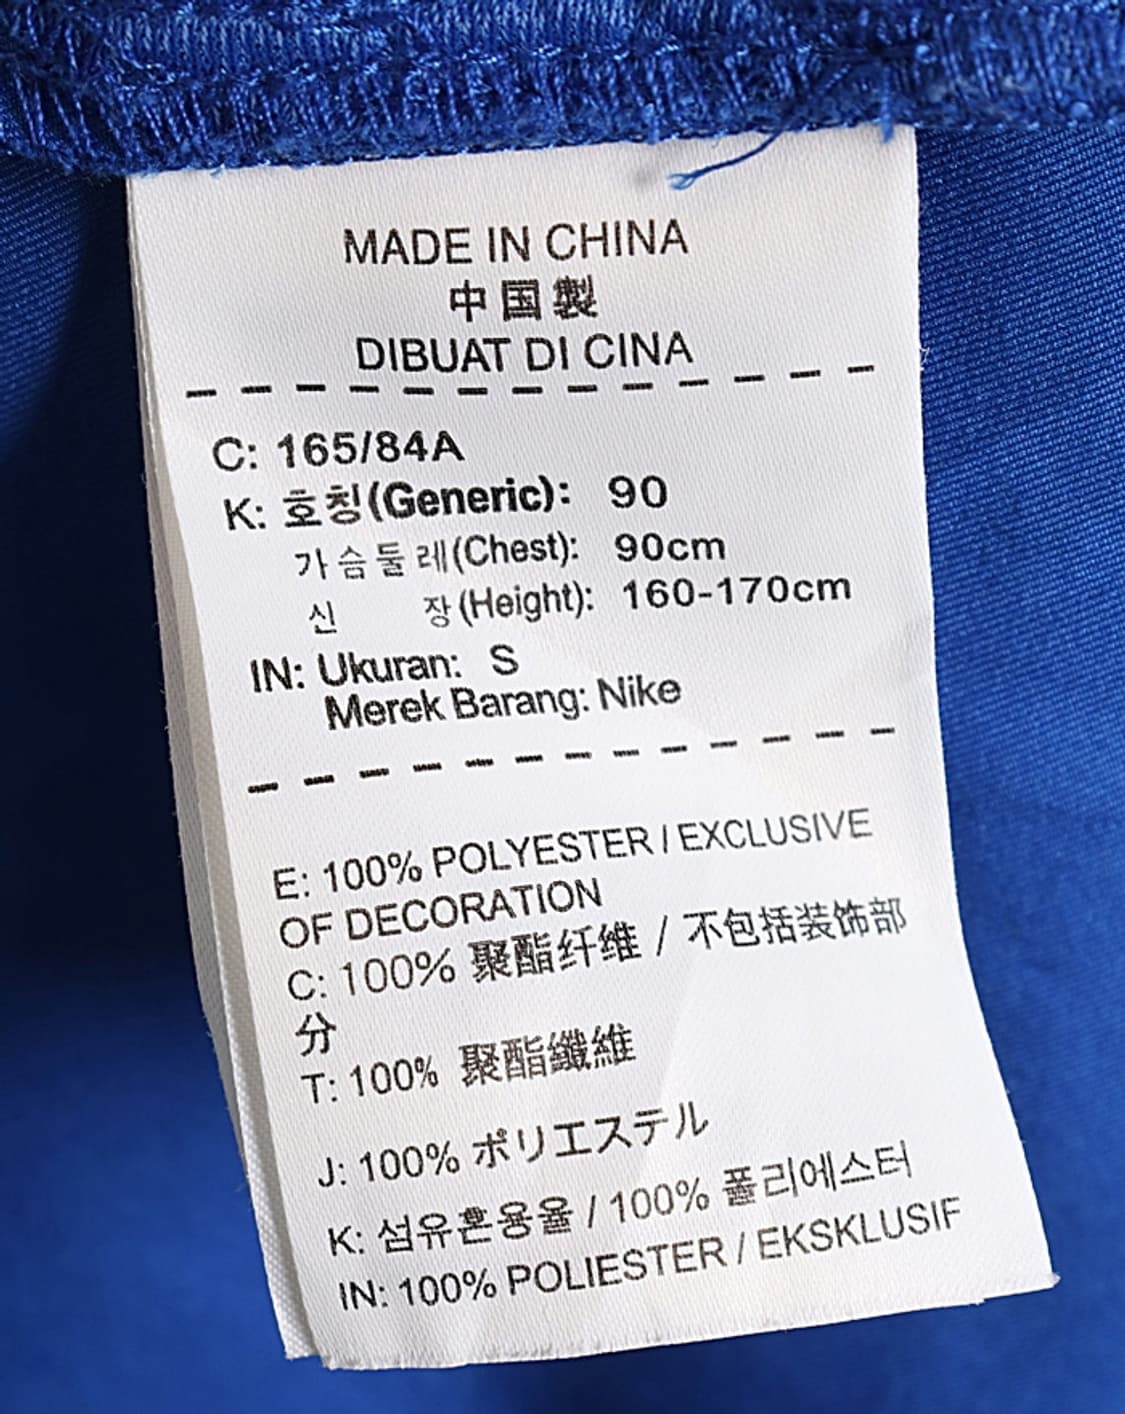 MADE IN CHINA
中国製
DIBUAT DI CINA
C: 165/84A
K: 호칭(Generic): 90
가슴둘레(Chest): 90cm
신 장(Height): 160-170cm
IN: Ukuran: S
Merek Barang: Nike
E: 100% POLYESTER / EXCLUSIVE
OF DECORATION
C: 100% 聚酯纤维 / 不包括装饰部
分
T: 100% 聚酯纖維
J: 100% ポリエステル
K: 섬유혼용율 / 100% 폴리에스터
IN: 100% POLIESTER / EKSKLUSIF